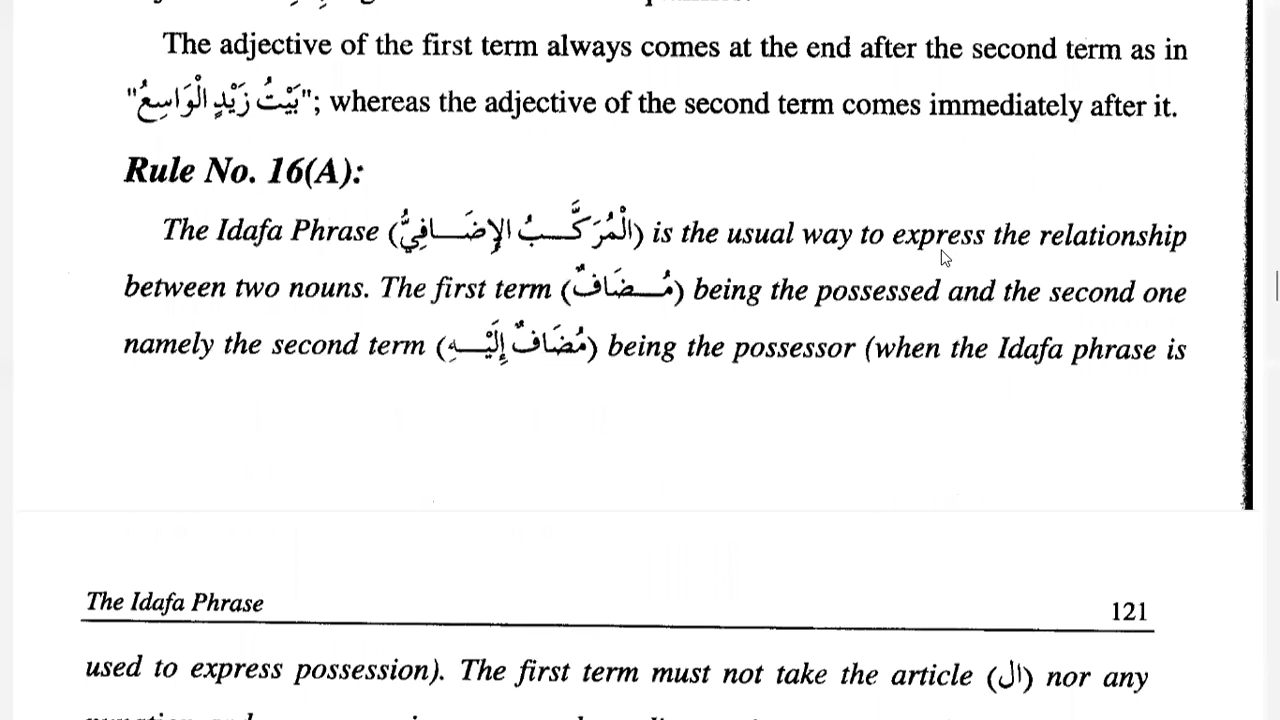 The adjective of the first term always comes at the end after the second term as in
"بَيْتُ زَيْدٍ الْوَاسِعُ"; whereas the adjective of the second term comes immediately after it.
Rule No. 16(A):
The Idafa Phrase (الْمُرَكَّبُ الإِضَافِيُّ) is the usual way to express the relationship
between two nouns. The first term (مُضَافٌ) being the possessed and the second one
namely the second term (مُضَافٌ إِلَيْهِ) being the possessor (when the Idafa phrase is
The Idafa Phrase 121
used to express possession). The first term must not take the article (ال) nor any